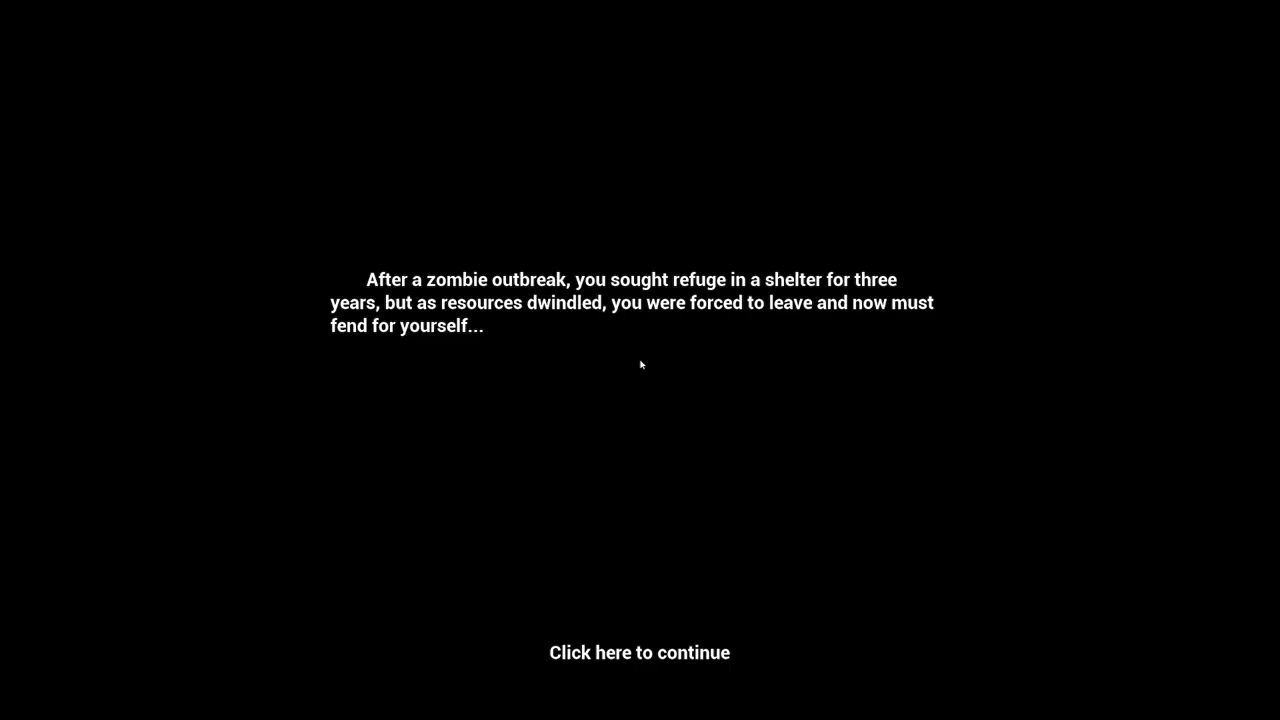 After a zombie outbreak, you sought refuge in a shelter for three
years, but as resources dwindled, you were forced to leave and now must
fend for yourself...
Click here to continue